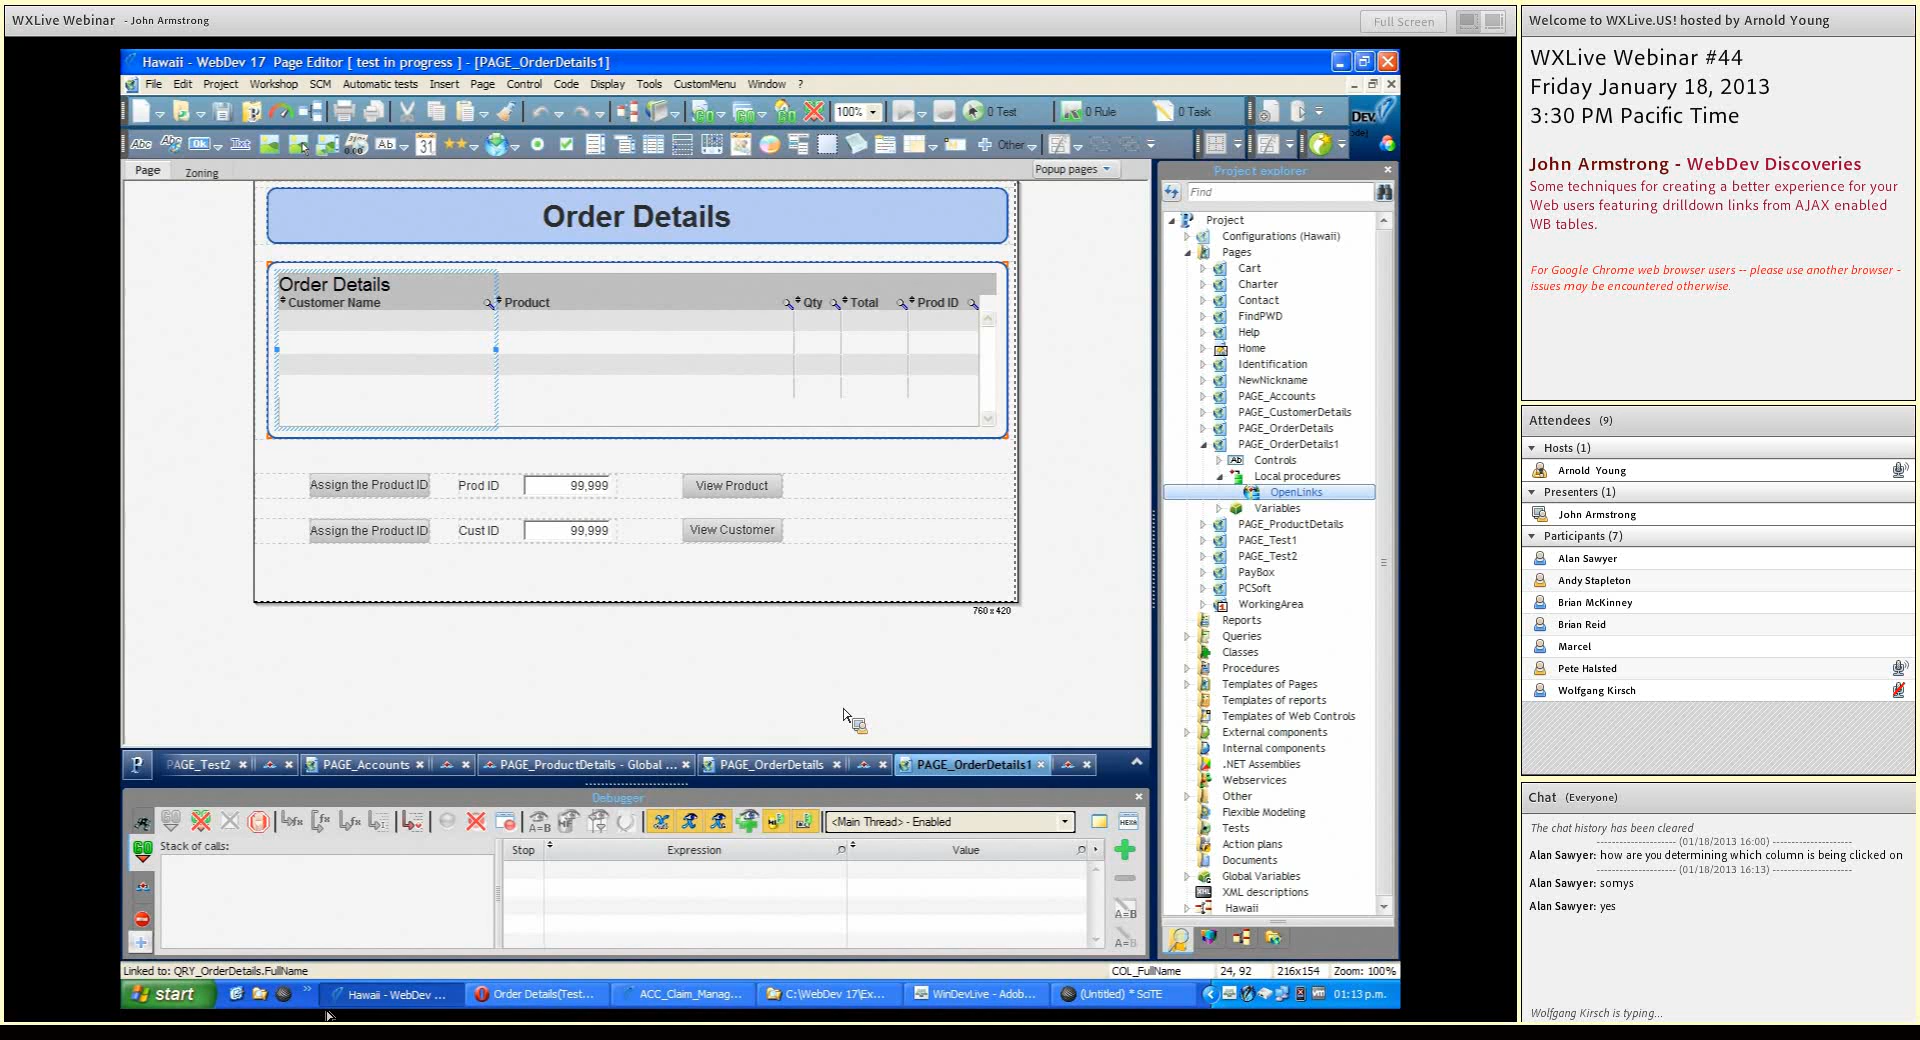 WXLive Webinar - John Armstrong
Full Screen
Hawaii - WebDev 17 Page Editor [ test in progress ] - [PAGE_OrderDetails1]
File Edit Project Workshop SCM Automatic tests Insert Page Control Code Display Tools CustomMenu Window ?
100% 0 Test 0 Rule 0 Task
DEV.
Abc Ok Text Ab 31 Other
Page Zoning Popup pages
Order Details
Order Details
Customer Name Product Qty Total Prod ID
Assign the Product ID Prod ID 99,999 View Product
Assign the Product ID Cust ID 99,999 View Customer
760 x 420
Project explorer
Find
Project
Configurations (Hawaii)
Pages
Cart
Charter
Contact
FindPWD
Help
Home
Identification
NewNickname
PAGE_Accounts
PAGE_CustomerDetails
PAGE_OrderDetails
PAGE_OrderDetails1
Controls
Local procedures
OpenLinks
Variables
PAGE_ProductDetails
PAGE_Test1
PAGE_Test2
PayBox
PCSoft
WorkingArea
Reports
Queries
Classes
Procedures
Templates of Pages
Templates of reports
Templates of Web Controls
External components
Internal components
.NET Assemblies
Webservices
Other
Flexible Modeling
Tests
Action plans
Documents
Global Variables
XML descriptions
Hawaii
PAGE_Test2 PAGE_Accounts PAGE_ProductDetails - Global ... PAGE_OrderDetails PAGE_OrderDetails1
Debugger
<Main Thread> - Enabled
HEXA
Stack of calls:
Stop Expression Value
A=B
A=B
Linked to: QRY_OrderDetails.FullName
COL_FullName 24, 92 216x154 Zoom: 100%
start Hawaii - WebDev ... Order Details(Test... ACC_Claim_Manag... C:\WebDev 17\Ex... WinDevLive - Adob... (Untitled) * SciTE 01:13 p.m.
Welcome to WXLive.US! hosted by Arnold Young
WXLive Webinar #44
Friday January 18, 2013
3:30 PM Pacific Time
John Armstrong - WebDev Discoveries
Some techniques for creating a better experience for your
Web users featuring drilldown links from AJAX enabled
WB tables.
For Google Chrome web browser users -- please use another browser -
issues may be encountered otherwise.
Attendees (9)
Hosts (1)
Arnold Young
Presenters (1)
John Armstrong
Participants (7)
Alan Sawyer
Andy Stapleton
Brian McKinney
Brian Reid
Marcel
Pete Halsted
Wolfgang Kirsch
Chat (Everyone)
The chat history has been cleared
------------------ (01/18/2013 16:00) ------------------
Alan Sawyer: how are you determining which column is being clicked on
------------------ (01/18/2013 16:13) ------------------
Alan Sawyer: somys
Alan Sawyer: yes
Wolfgang Kirsch is typing...